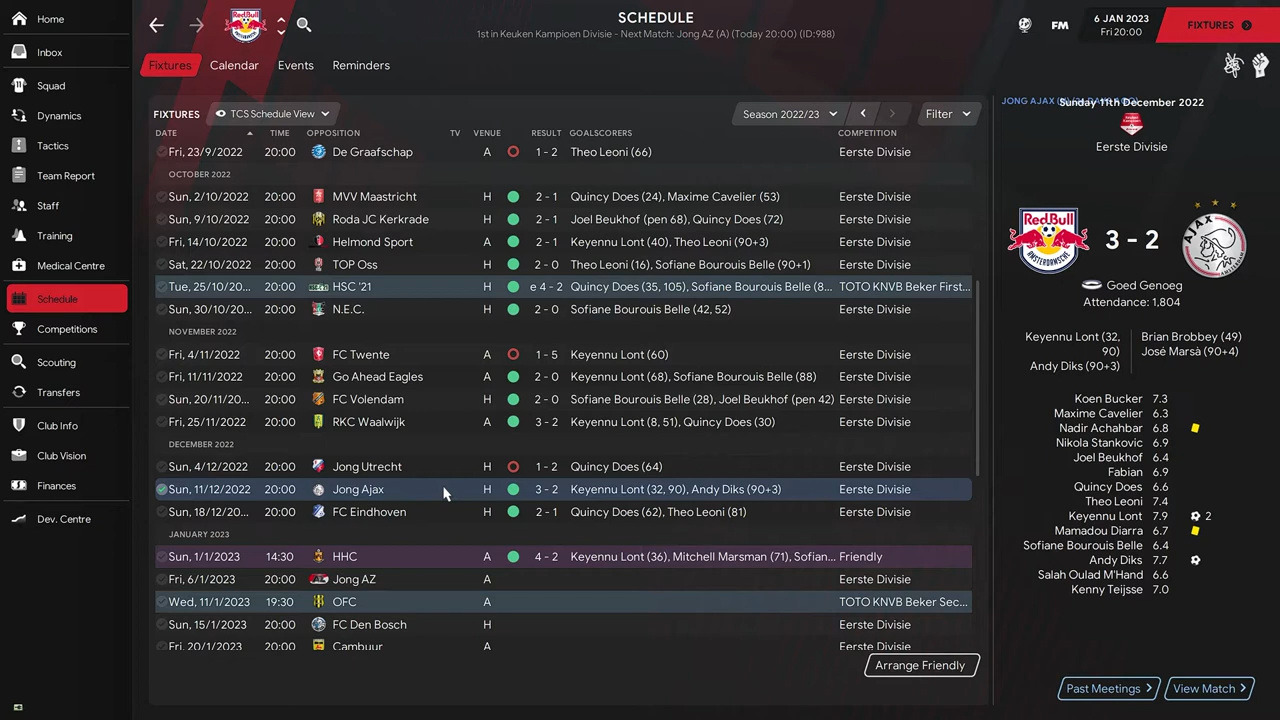 Home
Inbox
Squad
Dynamics
Tactics
Team Report
Staff
Training
Medical Centre
Schedule
Competitions
Scouting
Transfers
Club Info
Club Vision
Finances
Dev. Centre
RedBull
SCHEDULE
1st in Keuken Kampioen Divisie - Next Match: Jong AZ (A) (Today 20:00) (ID:988)
FM
6 JAN 2023
Fri 20:00
FIXTURES
Fixtures
Calendar
Events
Reminders
FIXTURES
TCS Schedule View
Season 2022/23
Filter
DATE TIME OPPOSITION TV VENUE RESULT GOALSCORERS COMPETITION
Fri, 23/9/2022 20:00 De Graafschap A 1 - 2 Theo Leoni (66) Eerste Divisie
OCTOBER 2022
Sun, 2/10/2022 20:00 MVV Maastricht H 2 - 1 Quincy Does (24), Maxime Cavelier (53) Eerste Divisie
Sun, 9/10/2022 20:00 Roda JC Kerkrade H 2 - 1 Joel Beukhof (pen 68), Quincy Does (72) Eerste Divisie
Fri, 14/10/2022 20:00 Helmond Sport A 2 - 1 Keyennu Lont (40), Theo Leoni (90+3) Eerste Divisie
Sat, 22/10/2022 20:00 TOP Oss H 2 - 0 Theo Leoni (16), Sofiane Bourouis Belle (90+1) Eerste Divisie
Tue, 25/10/20... 20:00 HSC '21 H e 4 - 2 Quincy Does (35, 105), Sofiane Bourouis Belle (8... TOTO KNVB Beker First...
Sun, 30/10/20... 20:00 N.E.C. H 2 - 0 Sofiane Bourouis Belle (42, 52) Eerste Divisie
NOVEMBER 2022
Fri, 4/11/2022 20:00 FC Twente A 1 - 5 Keyennu Lont (60) Eerste Divisie
Fri, 11/11/2022 20:00 Go Ahead Eagles A 2 - 0 Keyennu Lont (68), Sofiane Bourouis Belle (88) Eerste Divisie
Sun, 20/11/20... 20:00 FC Volendam H 2 - 0 Sofiane Bourouis Belle (28), Joel Beukhof (pen 42) Eerste Divisie
Fri, 25/11/2022 20:00 RKC Waalwijk A 3 - 2 Keyennu Lont (8, 51), Quincy Does (30) Eerste Divisie
DECEMBER 2022
Sun, 4/12/2022 20:00 Jong Utrecht H 1 - 2 Quincy Does (64) Eerste Divisie
Sun, 11/12/2022 20:00 Jong Ajax H 3 - 2 Keyennu Lont (32, 90), Andy Diks (90+3) Eerste Divisie
Sun, 18/12/20... 20:00 FC Eindhoven H 2 - 1 Quincy Does (62), Theo Leoni (81) Eerste Divisie
JANUARY 2023
Sun, 1/1/2023 14:30 HHC A 4 - 2 Keyennu Lont (36), Mitchell Marsman (71), Sofian... Friendly
Fri, 6/1/2023 20:00 Jong AZ A Eerste Divisie
Wed, 11/1/2023 19:30 OFC A TOTO KNVB Beker Sec...
Sun, 15/1/2023 20:00 FC Den Bosch H Eerste Divisie
Fri, 20/1/2023 20:00 Cambuur A Eerste Divisie
Arrange Friendly
JONG AJAX
Sunday 11th December 2022
Eerste Divisie
RedBull
3 - 2
AJAX
Goed Genoeg
Attendance: 1,804
Keyennu Lont (32,
90)
Andy Diks (90+3)
Brian Brobbey (49)
José Marsà (90+4)
Koen Bucker 7.3
Maxime Cavelier 6.3
Nadir Achahbar 6.8
Nikola Stankovic 6.9
Joel Beukhof 6.4
Fabian 6.9
Quincy Does 6.6
Theo Leoni 7.4
Keyennu Lont 7.9 2
Mamadou Diarra 6.7
Sofiane Bourouis Belle 6.4
Andy Diks 7.7
Salah Oulad M'Hand 6.6
Kenny Teijsse 7.0
Past Meetings
View Match